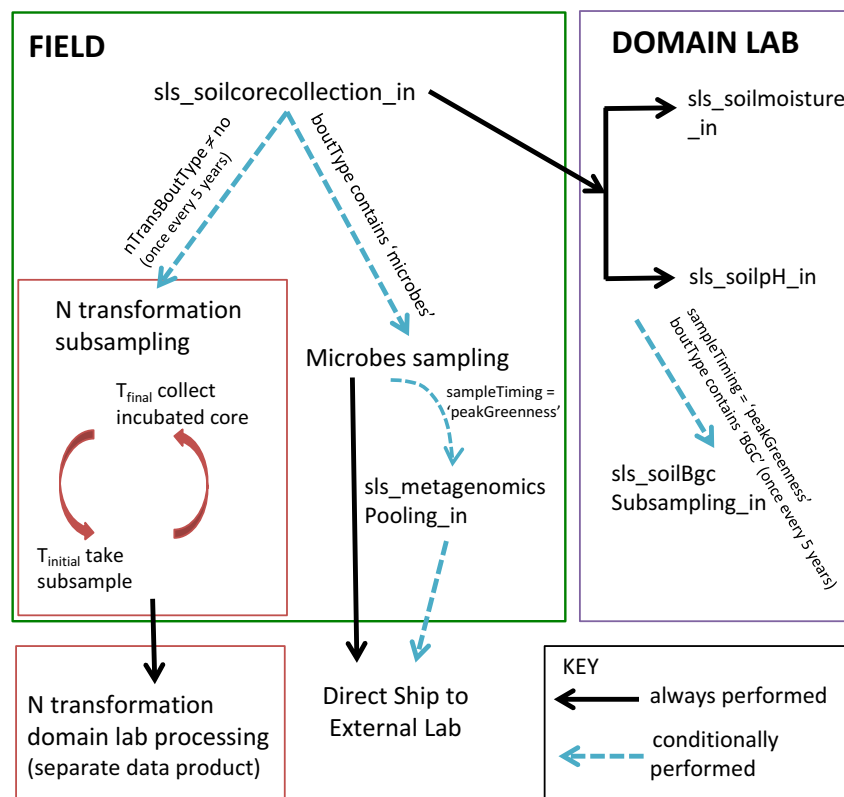 FIELD
sls_soilcorecollection_in
nTransBoutType ≠ no
(once every 5 years)
boutType contains 'microbes'
N transformation
subsampling
Tfinal collect
incubated core
Tinitial take
subsample
Microbes sampling
sampleTiming =
'peakGreenness'
sls_metagenomics
Pooling_in
N transformation
domain lab processing
(separate data product)
Direct Ship to
External Lab
DOMAIN LAB
sls_soilmoisture
_in
sls_soilpH_in
sampleTiming = 'peakGreenness'
boutType contains 'BGC' (once every 5 years)
sls_soilBgc
Subsampling_in
KEY
always performed
conditionally
performed